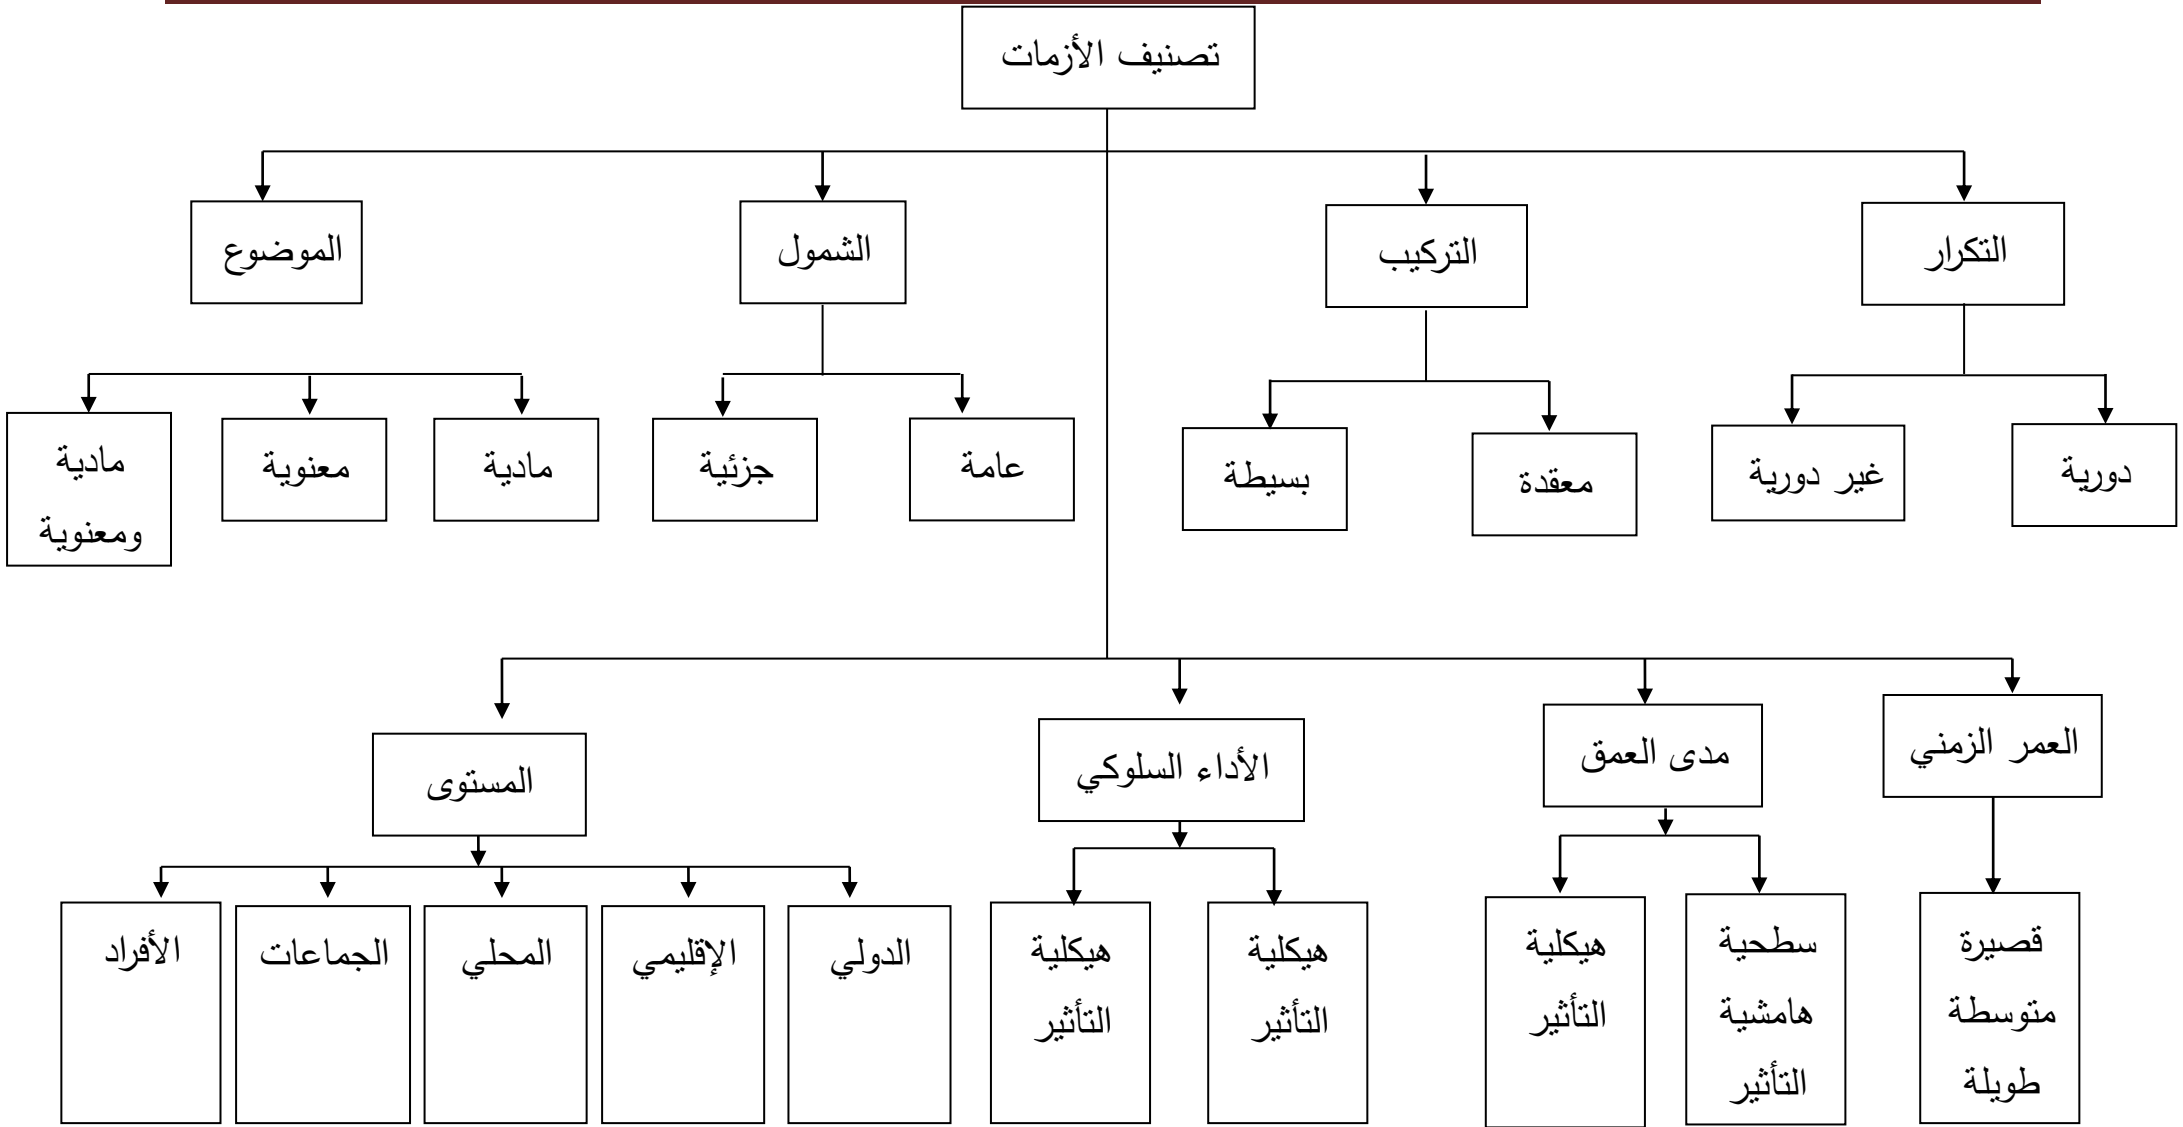 تصنيف الأزمات
التكرار
التركيب
الشمول
الموضوع
دورية
غير دورية
معقدة
بسيطة
عامة
جزئية
مادية
معنوية
مادية
ومعنوية
العمر الزمني
مدى العمق
الأداء السلوكي
المستوى
قصيرة
متوسطة
طويلة
سطحية
هامشية
التأثير
هيكلية
التأثير
هيكلية
التأثير
هيكلية
التأثير
الدولي
الإقليمي
المحلي
الجماعات
الأفراد